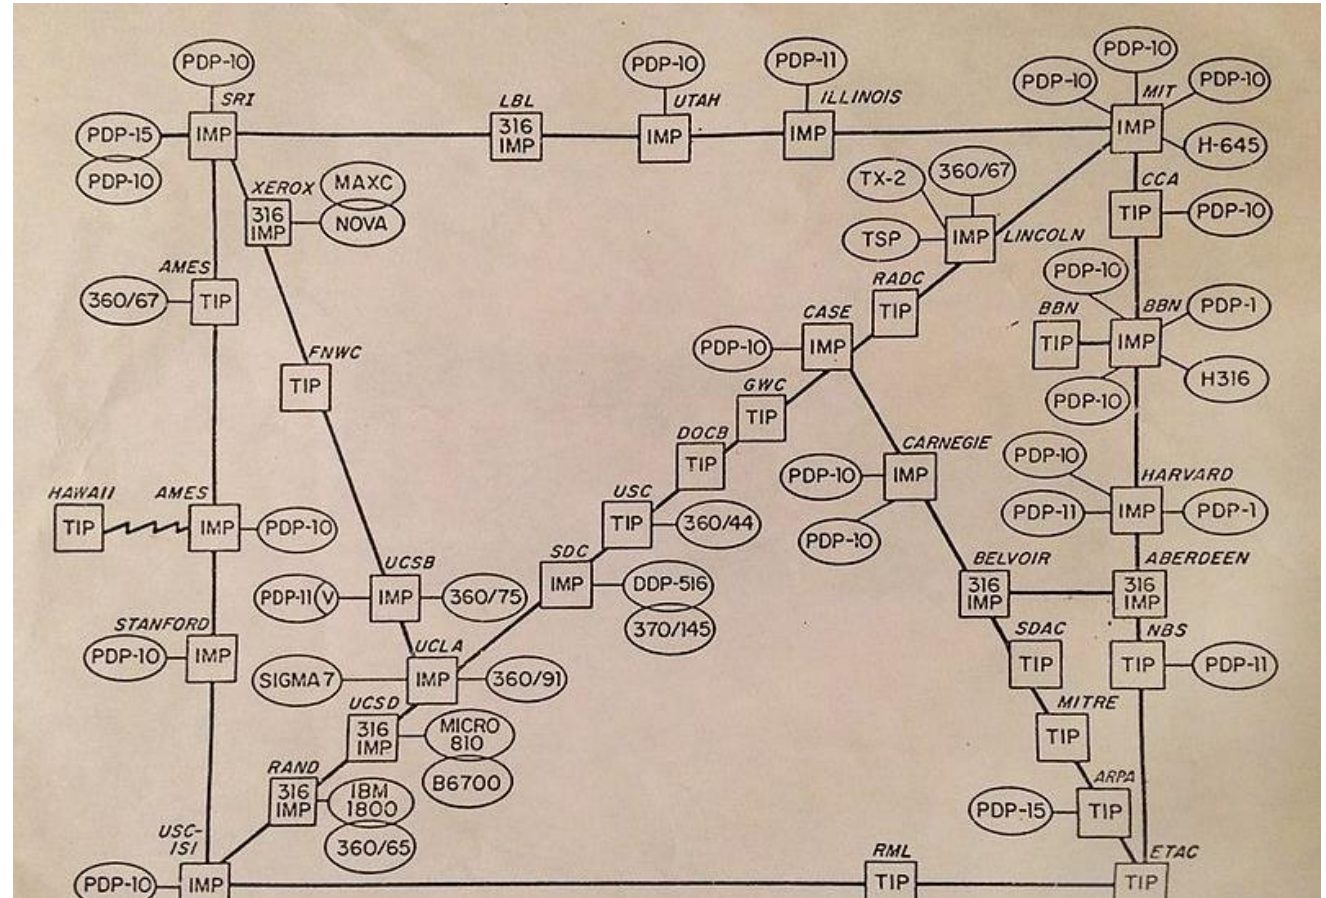 PDP-10
SRI
PDP-15
IMP
PDP-10
LBL
316
IMP
PDP-10
UTAH
IMP
PDP-11
ILLINOIS
IMP
PDP-10
PDP-10
MIT
PDP-10
IMP
H-645
XEROX
MAXC
316
IMP
NOVA
TX-2
360/67
TSP
IMP
LINCOLN
CCA
TIP
PDP-10
AMES
360/67
TIP
RADC
TIP
CASE
PDP-10
IMP
PDP-10
BBN
TIP
BBN
PDP-1
IMP
PDP-10
H316
FNWC
TIP
GWC
TIP
DOCB
TIP
CARNEGIE
PDP-10
IMP
PDP-10
PDP-10
HARVARD
PDP-11
IMP
PDP-1
HAWAII
TIP
AMES
IMP
PDP-10
USC
TIP
360/44
SDC
IMP
DDP-516
370/145
BELVOIR
316
IMP
ABERDEEN
316
IMP
UCSB
PDP-11
V
IMP
360/75
STANFORD
PDP-10
IMP
UCLA
SIGMA 7
IMP
360/91
SDAC
TIP
NBS
TIP
PDP-11
UCSD
316
IMP
MICRO
810
B6700
MITRE
TIP
RAND
316
IMP
IBM
1800
360/65
ARPA
PDP-15
TIP
USC-
ISI
PDP-10
IMP
RML
TIP
ETAC
TIP